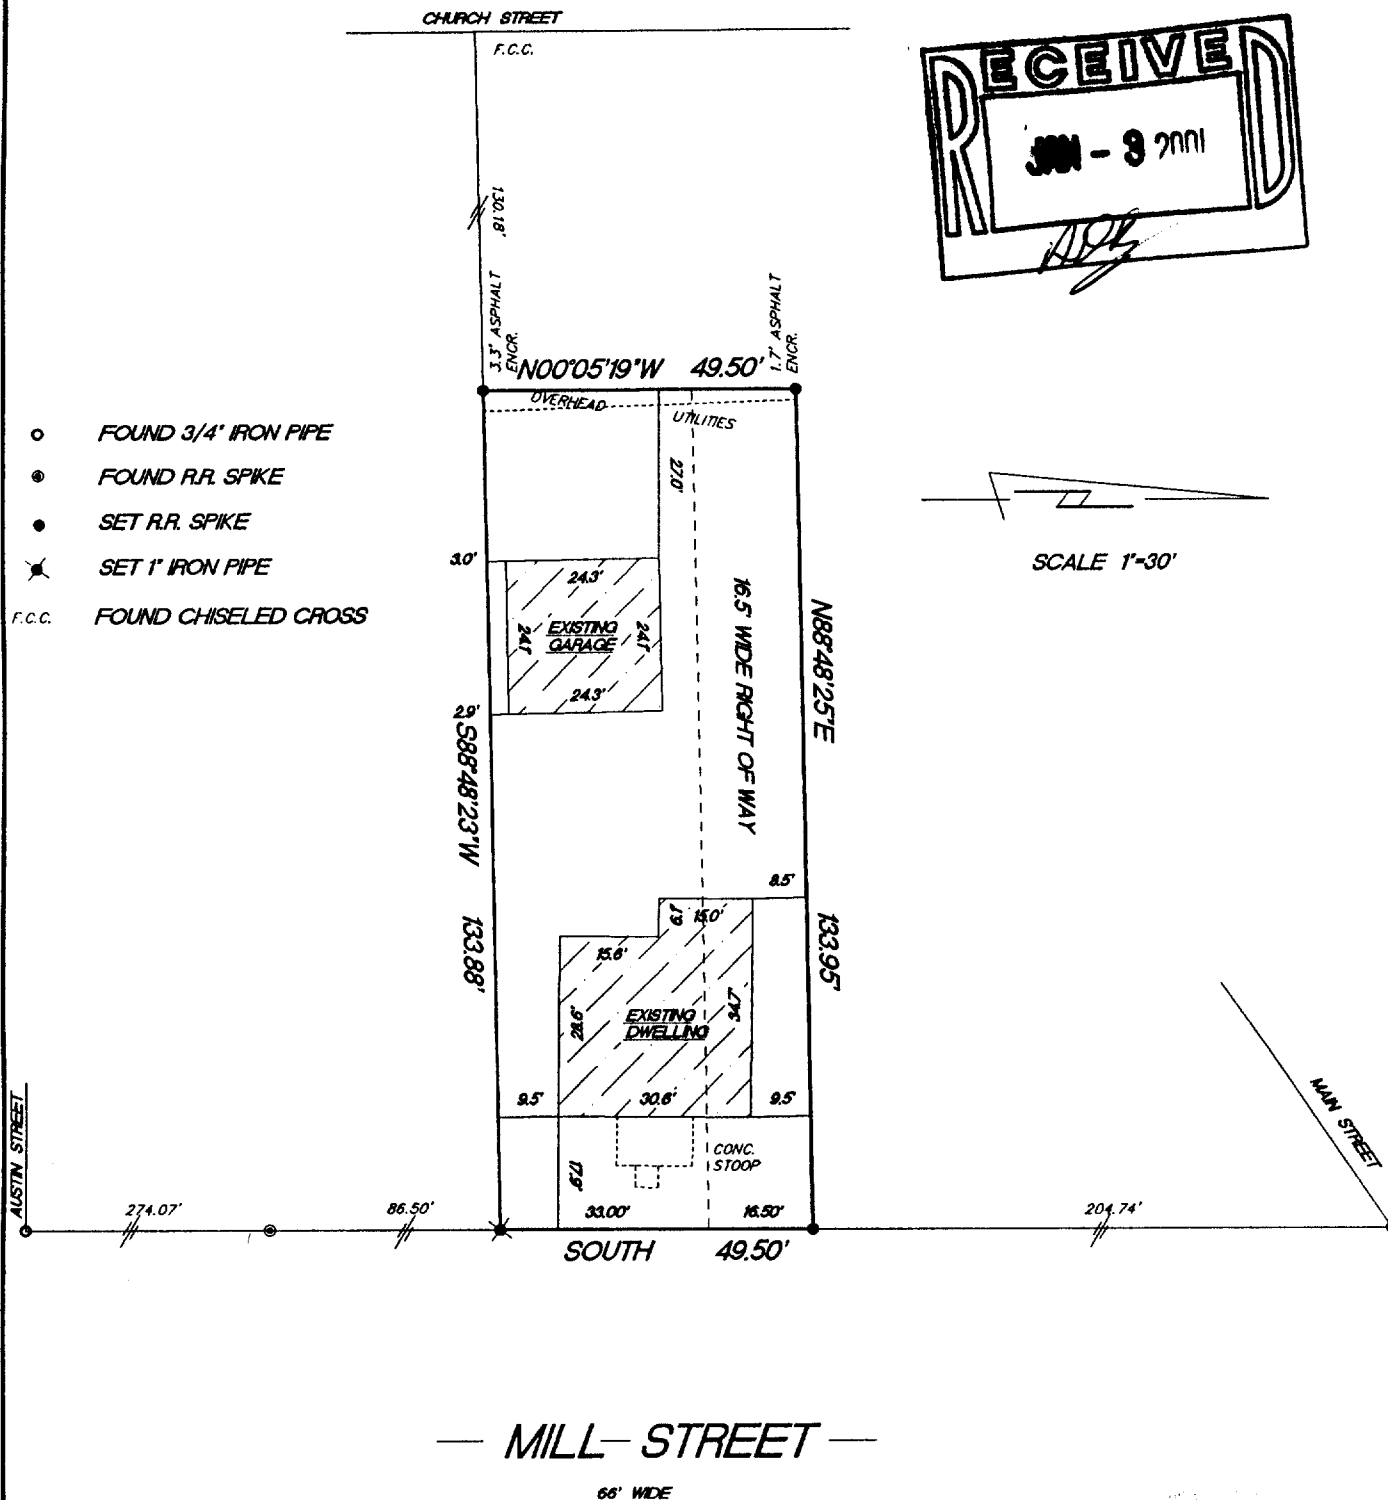 CHURCH STREET
F.C.C.
RECEIVED
JAN - 3 2001
130.18'
3.3' ASPHALT
ENCR.
1.7' ASPHALT
ENCR.
N00°05'19"W 49.50'
OVERHEAD
UTILITIES
FOUND 3/4" IRON PIPE
FOUND R.R. SPIKE
SET R.R. SPIKE
SET 1" IRON PIPE
F.C.C. FOUND CHISELED CROSS
27.0'
SCALE 1"=30'
3.0'
24.3'
24.1'
EXISTING
GARAGE
24.1'
24.3'
2.9'
16.5' WIDE RIGHT OF WAY
N88°48'25"E
133.95'
S88°48'23"W
133.88'
8.5'
6.1'
15.0'
15.6'
28.6'
EXISTING
DWELLING
34.7'
9.5'
30.6'
9.5'
CONC.
STOOP
17.9'
33.00'
16.50'
AUSTIN STREET
MAIN STREET
274.07'
86.50'
204.74'
SOUTH 49.50'
MILL STREET
66' WIDE